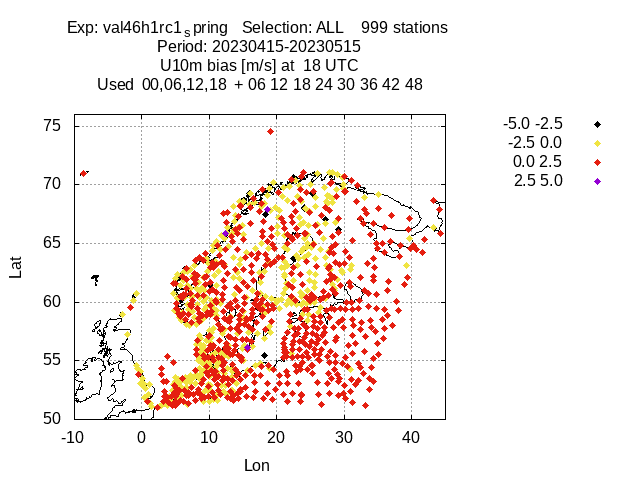 Exp: val46h1rc1spring Selection: ALL 999 stations
Period: 20230415-20230515
U10m bias [m/s] at 18 UTC
Used 00,06,12,18 + 06 12 18 24 30 36 42 48
-5.0 -2.5
-2.5 0.0
0.0 2.5
2.5 5.0
75
70
65
60
55
50
Lat
-10 0 10 20 30 40
Lon